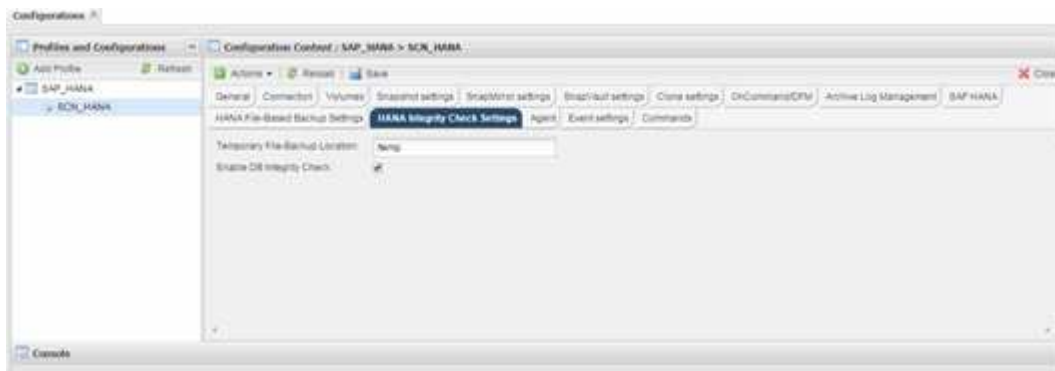 Configurations
Profiles and Configurations
Configuration Content : SAP_HANA > SCN_HANA
Add Profile Refresh
Actions Reload Save
Close
SAP_HANA
SCN_HANA
General Connection Volumes Snapshot settings SnapMirror settings SnapVault settings Clone settings OnCommand/DFM Archive Log Management SAP HANA
HANA File-Based Backup Settings HANA Integrity Check Settings Agent Event settings Commands
Temporary File-Backup Location:
Enable DB Integrity Check:
Console